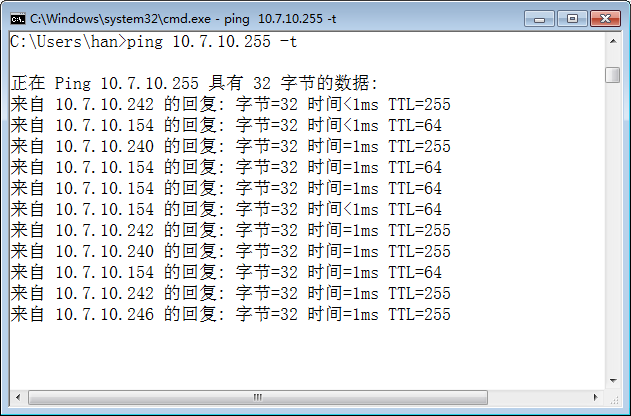 C:\Windows\system32\cmd.exe - ping  10.7.10.255 -t
C:\Users\han>ping 10.7.10.255 -t
正在 Ping 10.7.10.255 具有 32 字节的数据:
来自 10.7.10.242 的回复: 字节=32 时间<1ms TTL=255
来自 10.7.10.154 的回复: 字节=32 时间<1ms TTL=64
来自 10.7.10.240 的回复: 字节=32 时间=1ms TTL=255
来自 10.7.10.154 的回复: 字节=32 时间=1ms TTL=64
来自 10.7.10.154 的回复: 字节=32 时间=1ms TTL=64
来自 10.7.10.154 的回复: 字节=32 时间<1ms TTL=64
来自 10.7.10.242 的回复: 字节=32 时间=1ms TTL=255
来自 10.7.10.240 的回复: 字节=32 时间=1ms TTL=255
来自 10.7.10.154 的回复: 字节=32 时间=1ms TTL=64
来自 10.7.10.242 的回复: 字节=32 时间=1ms TTL=255
来自 10.7.10.246 的回复: 字节=32 时间=1ms TTL=255